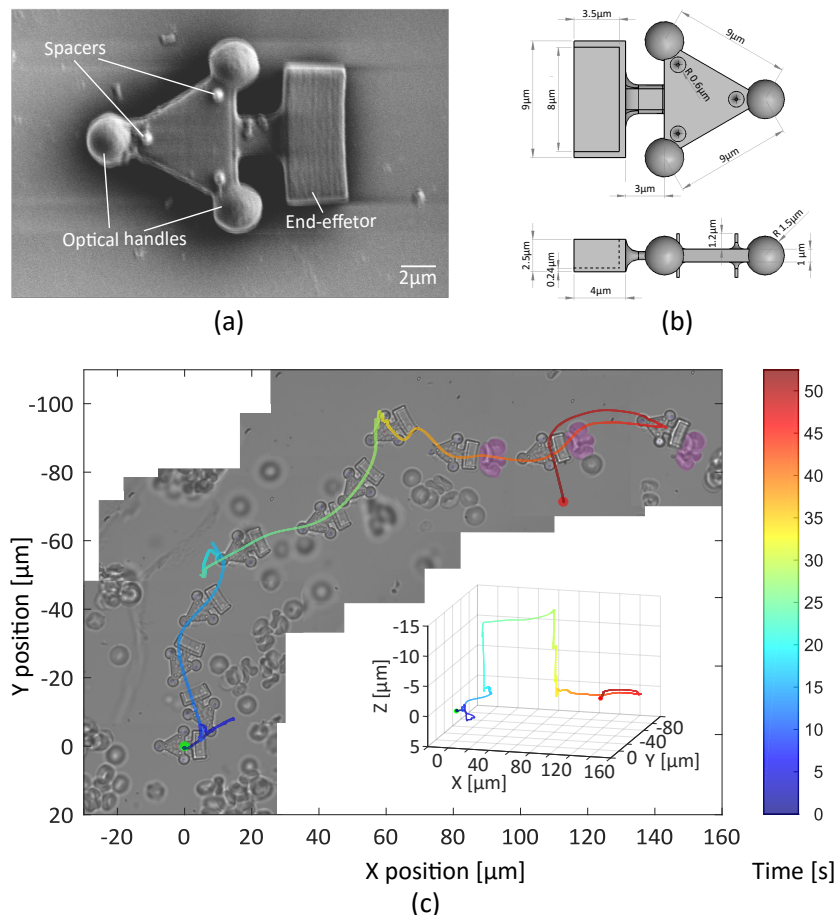 Spacers
Optical handles
End-effetor
2μm
(a)
3.5μm
9μm
9μm
8μm
R 0.6μm
9μm
3μm
2.5μm
0.24μm
4μm
1.2μm
R 1.5μm
1 μm
(b)
-100
-80
-60
-40
-20
0
20
Y position [μm]
-20
0
20
40
60
80
100
120
140
160
X position [μm]
-15
-10
-5
0
5
Z [μm]
0
40
80
120
160
X [μm]
-80
-40
0
Y [μm]
50
45
40
35
30
25
20
15
10
5
0
Time [s]
(c)